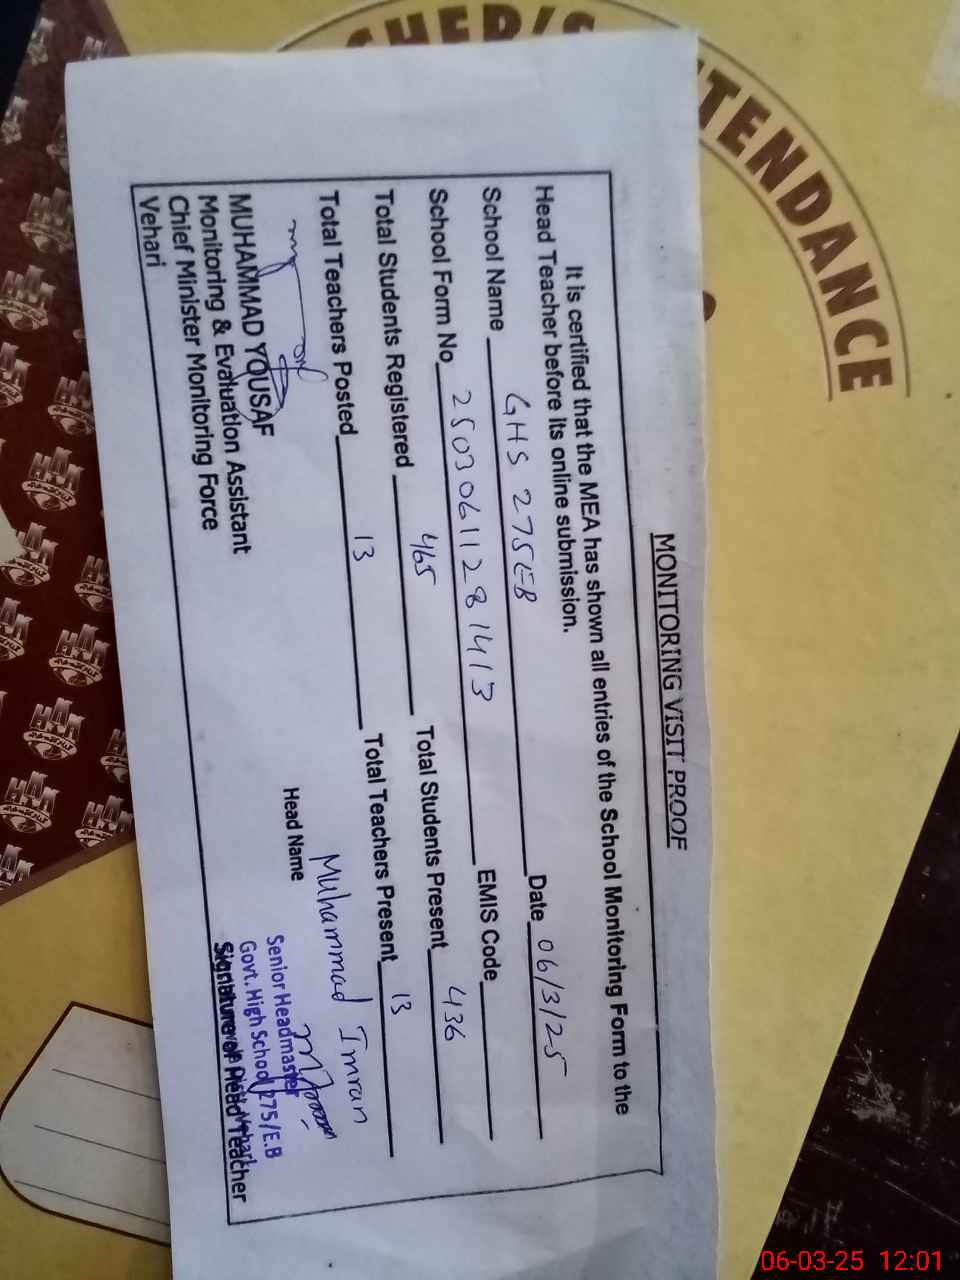 TENDANCE
MONITORING VISIT PROOF
It is certified that the MEA has shown all entries of the School Monitoring Form to the
Head Teacher before its online submission.
School Name GHS 275EB Date 06/3/25
School Form No 2503061128 1413 EMIS Code
Total Students Registered 465 Total Students Present 436
Total Teachers Posted 13 Total Teachers Present 13
Head Name Muhammad Imran
MUHAMMAD YOUSAF
Monitoring & Evaluation Assistant
Chief Minister Monitoring Force
Vehari
Senior Headmaster
Govt. High School 275/E.B
Signature of Head Teacher
06-03-25 12:01